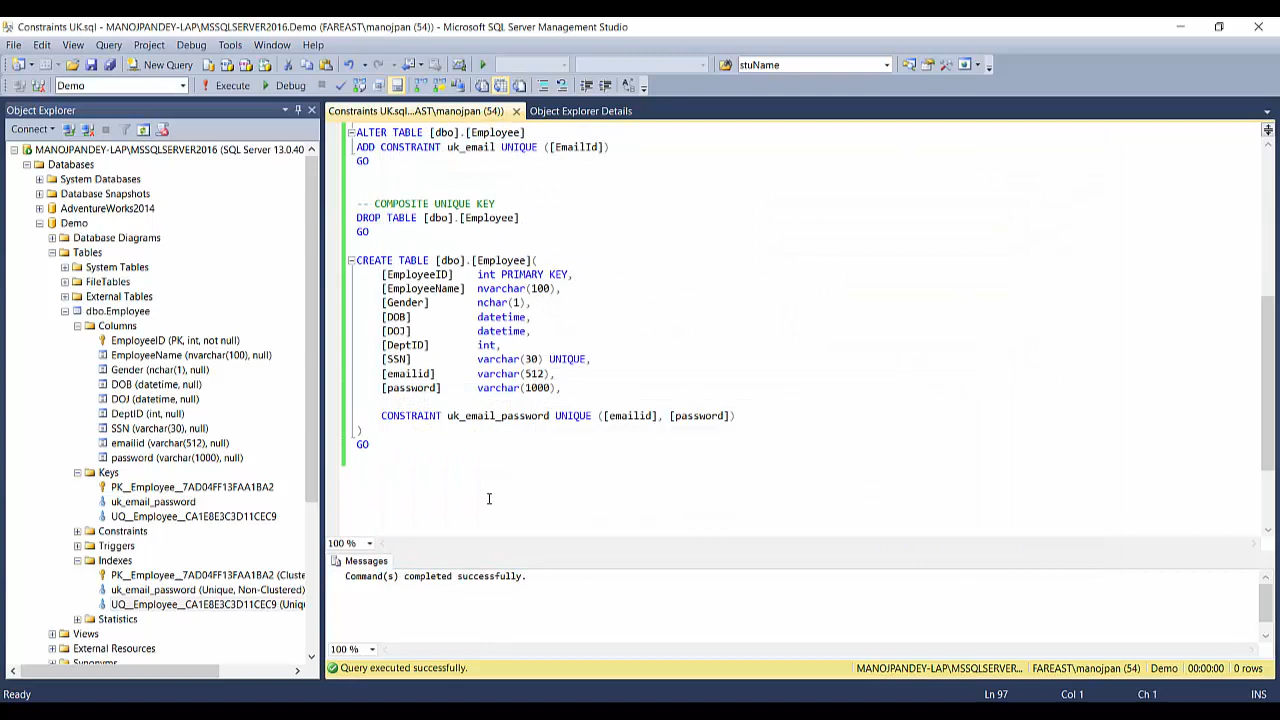 Constraints UK.sql - MANOJPANDEY-LAP\MSSQLSERVER2016.Demo (FAREAST\manojpan (54)) - Microsoft SQL Server Management Studio
File Edit View Query Project Debug Tools Window Help
New Query stuName
Demo Execute Debug
Object Explorer
Constraints UK.sql...AST\manojpan (54)) Object Explorer Details
Connect
MANOJPANDEY-LAP\MSSQLSERVER2016 (SQL Server 13.0.40
Databases
System Databases
Database Snapshots
AdventureWorks2014
Demo
Database Diagrams
Tables
System Tables
FileTables
External Tables
dbo.Employee
Columns
EmployeeID (PK, int, not null)
EmployeeName (nvarchar(100), null)
Gender (nchar(1), null)
DOB (datetime, null)
DOJ (datetime, null)
DeptID (int, null)
SSN (varchar(30), null)
emailid (varchar(512), null)
password (varchar(1000), null)
Keys
PK__Employee__7AD04FF13FAA1BA2
uk_email_password
UQ__Employee__CA1E8E3C3D11CEC9
Constraints
Triggers
Indexes
PK__Employee__7AD04FF13FAA1BA2 (Cluste
uk_email_password (Unique, Non-Clustered)
UQ__Employee__CA1E8E3C3D11CEC9 (Uniq
Statistics
Views
External Resources
Synonyms
ALTER TABLE [dbo].[Employee]
ADD CONSTRAINT uk_email UNIQUE ([EmailId])
GO
-- COMPOSITE UNIQUE KEY
DROP TABLE [dbo].[Employee]
GO
CREATE TABLE [dbo].[Employee](
[EmployeeID] int PRIMARY KEY,
[EmployeeName] nvarchar(100),
[Gender] nchar(1),
[DOB] datetime,
[DOJ] datetime,
[DeptID] int,
[SSN] varchar(30) UNIQUE,
[emailid] varchar(512),
[password] varchar(1000),
CONSTRAINT uk_email_password UNIQUE ([emailid], [password])
)
GO
100 %
Messages
Command(s) completed successfully.
100 %
Query executed successfully. MANOJPANDEY-LAP\MSSQLSERVER... FAREAST\manojpan (54) Demo 00:00:00 0 rows
Ready Ln 97 Col 1 Ch 1 INS